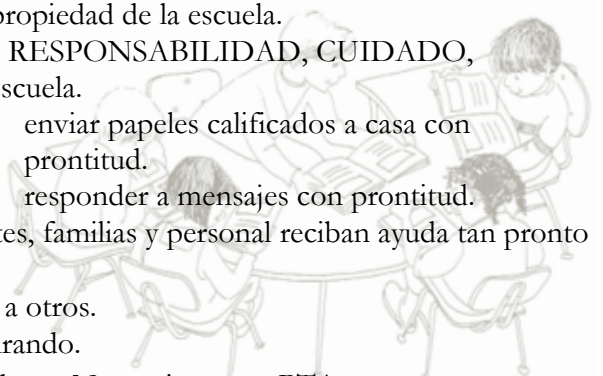 propiedad de la escuela.
RESPONSABILIDAD, CUIDADO,
scuela.
enviar papeles calificados a casa con
prontitud.
responder a mensajes con prontitud.
tes, familias y personal reciban ayuda tan pronto
a otros.
rando.